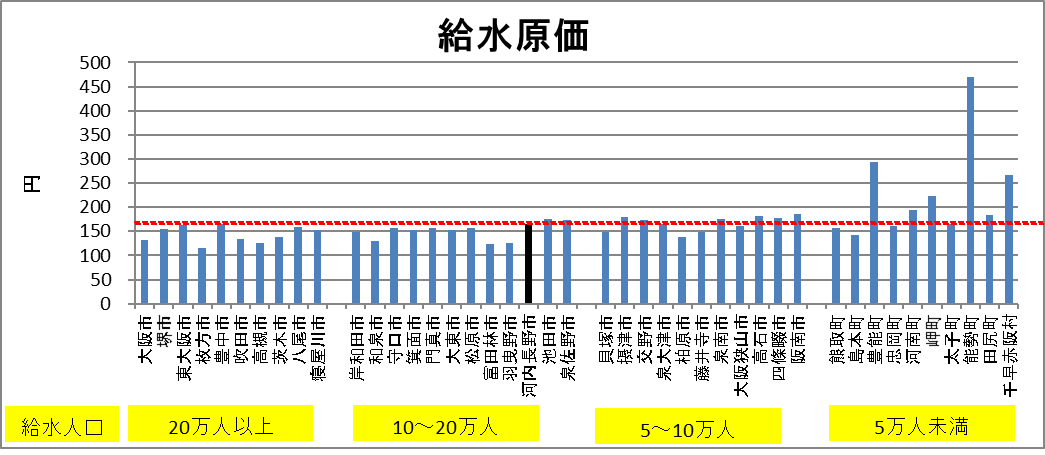 給水原価
500
450
400
350
300
250
200
150
100
50
0
円
大阪市
堺市
東大阪市
枚方市
豊中市
吹田市
高槻市
茨木市
八尾市
寝屋川市
岸和田市
和泉市
守口市
箕面市
門真市
大東市
松原市
富田林市
羽曳野市
河内長野市
池田市
泉佐野市
貝塚市
摂津市
交野市
泉大津市
柏原市
藤井寺市
泉南市
大阪狭山市
高石市
四條畷市
阪南市
熊取町
島本町
豊能町
忠岡町
河南町
岬町
太子町
能勢町
田尻町
千早赤阪村
給水人口
20万人以上
10～20万人
5～10万人
5万人未満